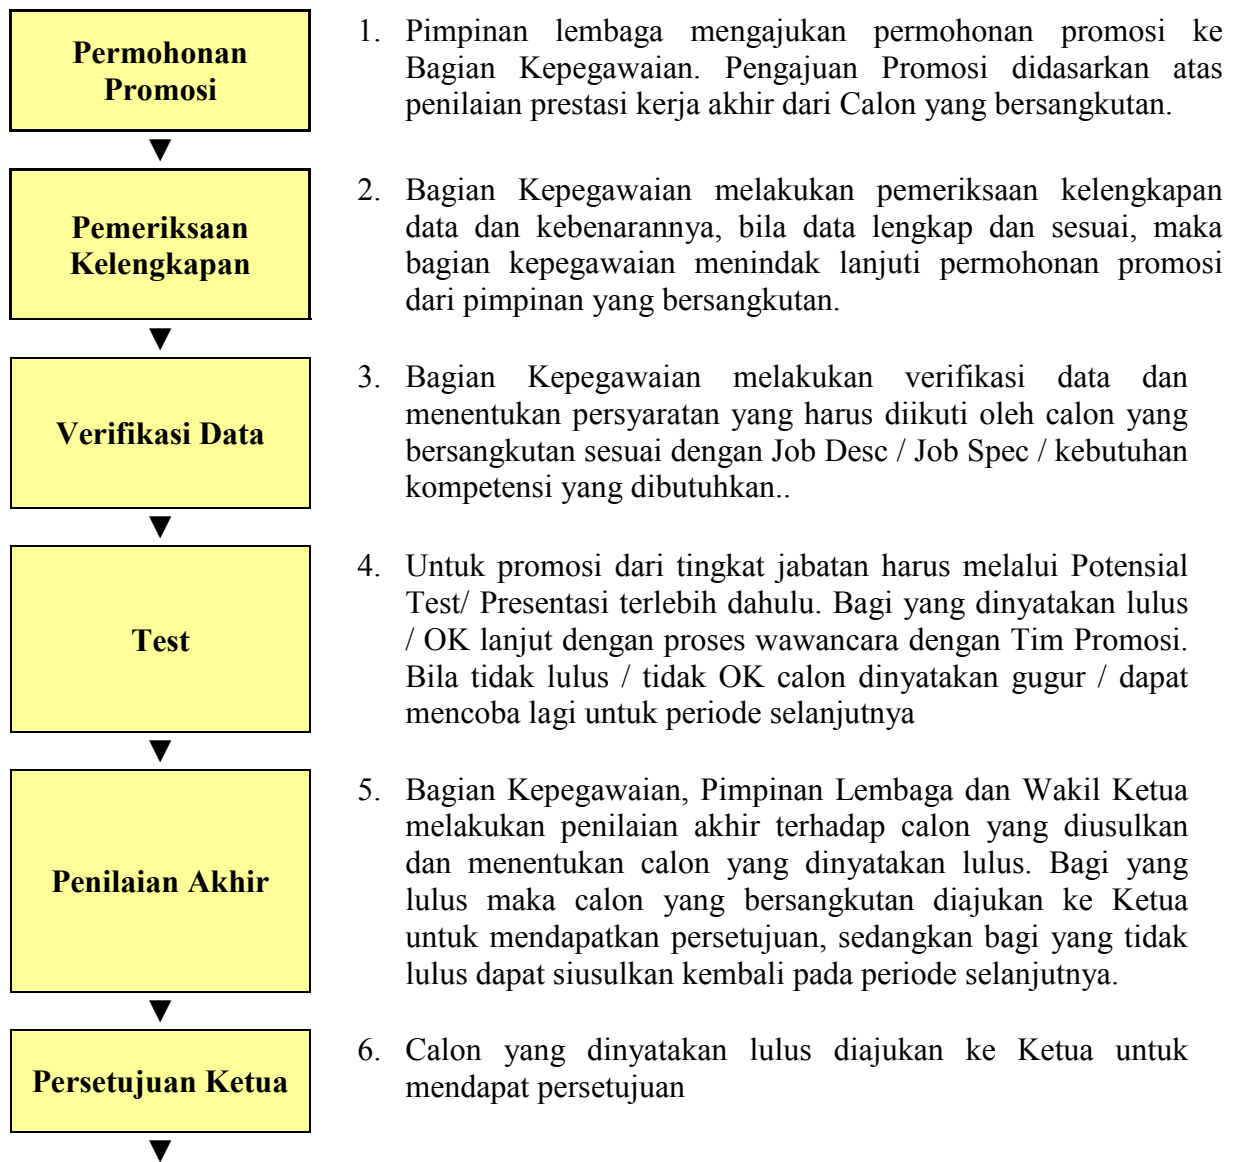 Permohonan
Promosi
1. Pimpinan lembaga mengajukan permohonan promosi ke
Bagian Kepegawaian. Pengajuan Promosi didasarkan atas
penilaian prestasi kerja akhir dari Calon yang bersangkutan.
Pemeriksaan
Kelengkapan
2. Bagian Kepegawaian melakukan pemeriksaan kelengkapan
data dan kebenarannya, bila data lengkap dan sesuai, maka
bagian kepegawaian menindak lanjuti permohonan promosi
dari pimpinan yang bersangkutan.
Verifikasi Data
3. Bagian Kepegawaian melakukan verifikasi data dan
menentukan persyaratan yang harus diikuti oleh calon yang
bersangkutan sesuai dengan Job Desc / Job Spec / kebutuhan
kompetensi yang dibutuhkan..
Test
4. Untuk promosi dari tingkat jabatan harus melalui Potensial
Test/ Presentasi terlebih dahulu. Bagi yang dinyatakan lulus
/ OK lanjut dengan proses wawancara dengan Tim Promosi.
Bila tidak lulus / tidak OK calon dinyatakan gugur / dapat
mencoba lagi untuk periode selanjutnya
Penilaian Akhir
5. Bagian Kepegawaian, Pimpinan Lembaga dan Wakil Ketua
melakukan penilaian akhir terhadap calon yang diusulkan
dan menentukan calon yang dinyatakan lulus. Bagi yang
lulus maka calon yang bersangkutan diajukan ke Ketua
untuk mendapatkan persetujuan, sedangkan bagi yang tidak
lulus dapat siusulkan kembali pada periode selanjutnya.
Persetujuan Ketua
6. Calon yang dinyatakan lulus diajukan ke Ketua untuk
mendapat persetujuan